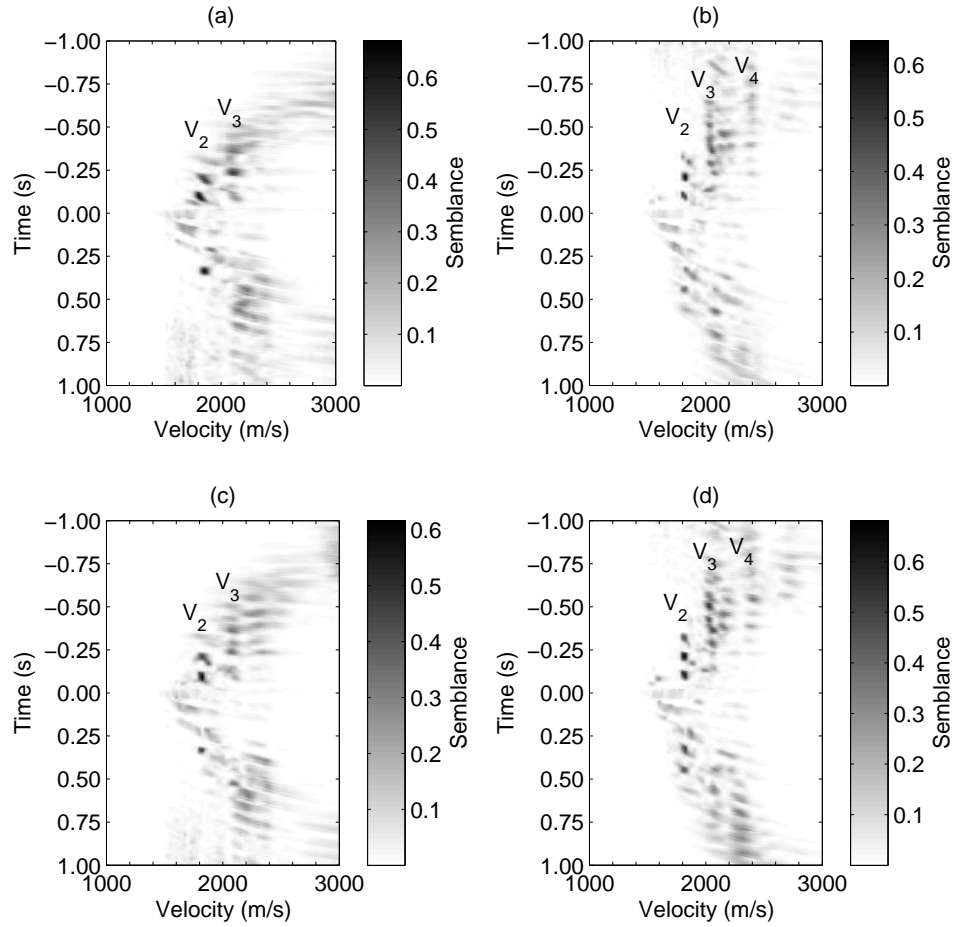 (a)
−1.00
−0.75
−0.50
−0.25
0.00
0.25
0.50
0.75
1.00
Time (s)
1000 2000 3000
Velocity (m/s)
V2
V3
0.6
0.5
0.4
0.3
0.2
0.1
Semblance
(b)
−1.00
−0.75
−0.50
−0.25
0.00
0.25
0.50
0.75
1.00
Time (s)
1000 2000 3000
Velocity (m/s)
V2
V3
V4
0.6
0.5
0.4
0.3
0.2
0.1
Semblance
(c)
−1.00
−0.75
−0.50
−0.25
0.00
0.25
0.50
0.75
1.00
Time (s)
1000 2000 3000
Velocity (m/s)
V2
V3
0.6
0.5
0.4
0.3
0.2
0.1
Semblance
(d)
−1.00
−0.75
−0.50
−0.25
0.00
0.25
0.50
0.75
1.00
Time (s)
1000 2000 3000
Velocity (m/s)
V2
V3
V4
0.6
0.5
0.4
0.3
0.2
0.1
Semblance